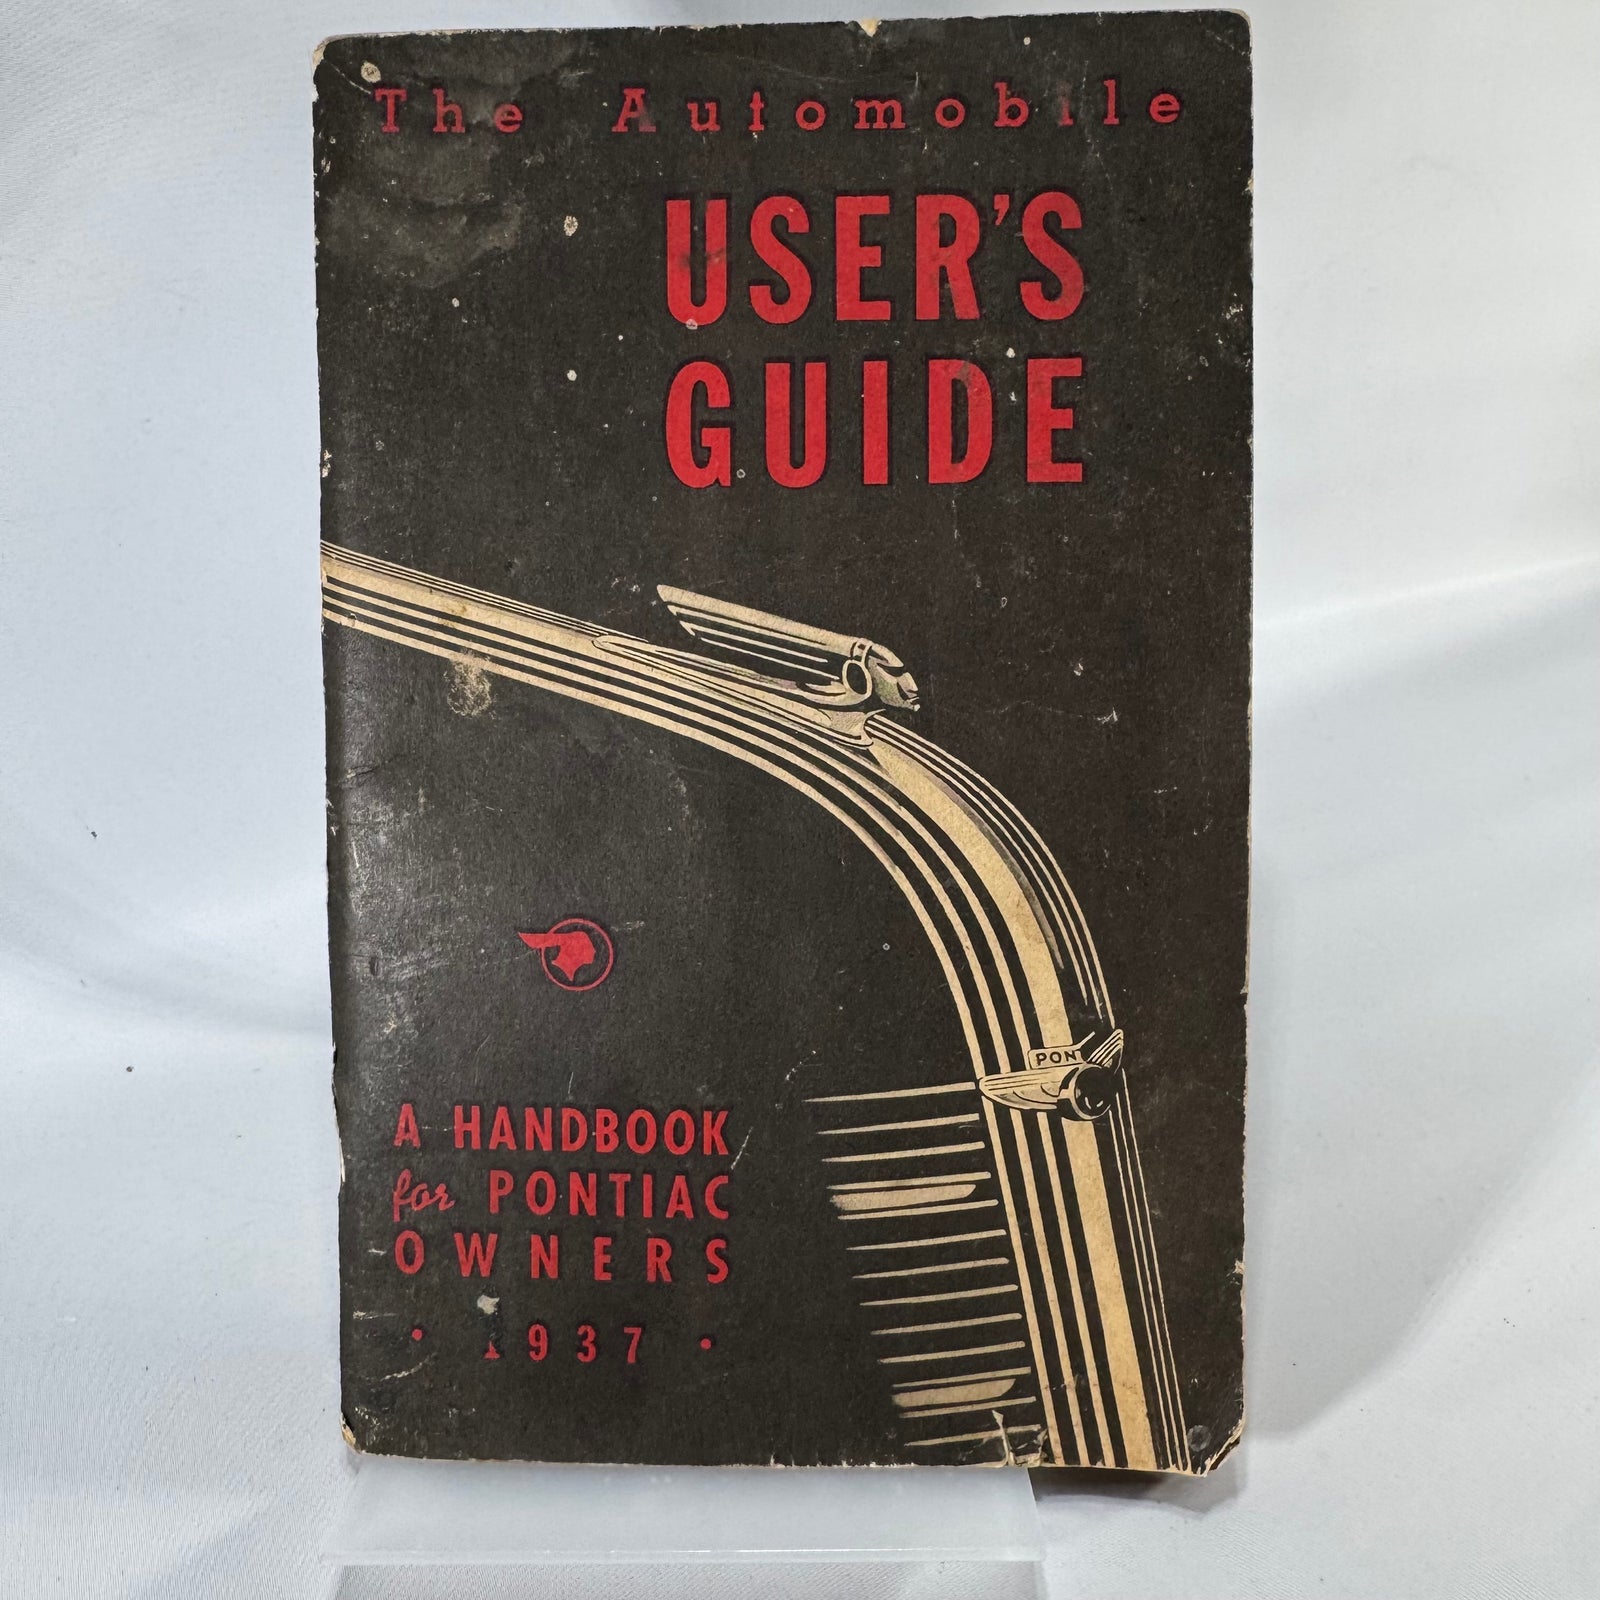 The Automobile
USER'S
GUIDE
PON
A HANDBOOK
for PONTIAC
OWNERS
• 1937 •